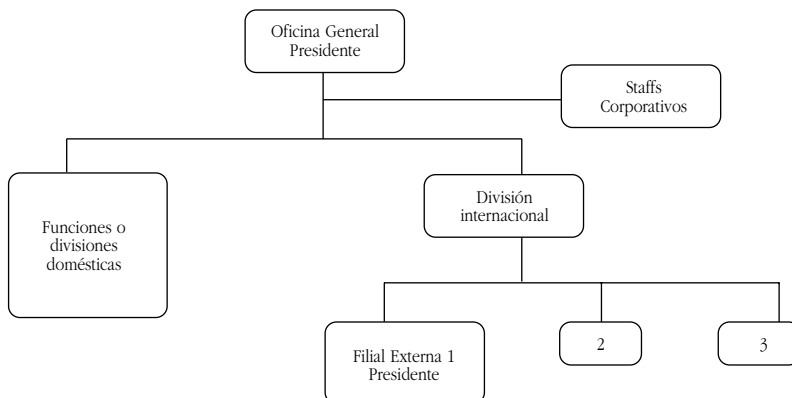 Oficina General
Presidente
Staffs
Corporativos
Funciones o
divisiones
domésticas
División
internacional
Filial Externa 1
Presidente
2
3